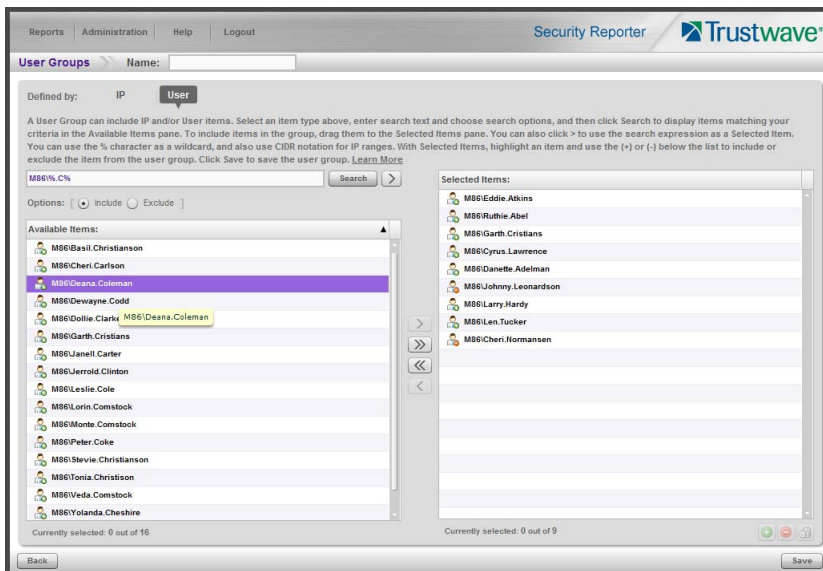 Reports Administration Help Logout
Security Reporter
Trustwave®
User Groups Name:
Defined by: IP User
A User Group can include IP and/or User items. Select an item type above, enter search text and choose search options, and then click Search to display items matching your
criteria in the Available Items pane. To include items in the group, drag them to the Selected Items pane. You can also click > to use the search expression as a Selected Item.
You can use the % character as a wildcard, and also use CIDR notation for IP ranges. With Selected Items, highlight an item and use the (+) or (-) below the list to include or
exclude the item from the user group. Click Save to save the user group. Learn More
M86\%.C% Search >
Options: [ Include Exclude ]
Available Items:
M86\Basil.Christianson
M86\Cheri.Carlson
M86\Deana.Coleman
M86\Dewayne.Codd
M86\Dollie.Clarke
M86\Deana.Coleman
M86\Garth.Cristians
M86\Janell.Carter
M86\Jerrold.Clinton
M86\Leslie.Cole
M86\Lorin.Comstock
M86\Monte.Comstock
M86\Peter.Coke
M86\Stevie.Christianson
M86\Tonia.Christison
M86\Veda.Comstock
M86\Yolanda.Cheshire
Currently selected: 0 out of 16
>
>>
<<
<
Selected Items:
M86\Eddie.Atkins
M86\Ruthie.Abel
M86\Garth.Cristians
M86\Cyrus.Lawrence
M86\Danette.Adelman
M86\Johnny.Leonardson
M86\Larry.Hardy
M86\Len.Tucker
M86\Cheri.Normansen
Currently selected: 0 out of 9
Back Save